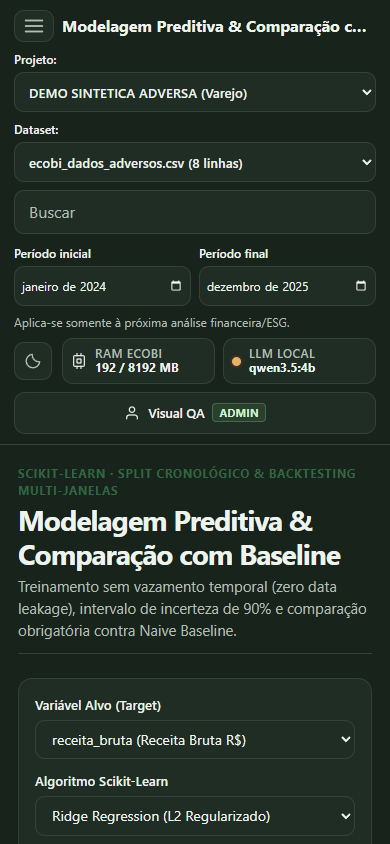 Modelagem Preditiva & Comparação c...
Projeto:
DEMO SINTETICA ADVERSA (Varejo)
Dataset:
ecobi_dados_adversos.csv (8 linhas)
Buscar
Período inicial
Período final
janeiro de 2024
dezembro de 2025
Aplica-se somente à próxima análise financeira/ESG.
RAM ECOBI
192 / 8192 MB
LLM LOCAL
qwen3.5:4b
Visual QA ADMIN
SCIKIT-LEARN · SPLIT CRONOLÓGICO & BACKTESTING
MULTI-JANELAS
Modelagem Preditiva &
Comparação com Baseline
Treinamento sem vazamento temporal (zero data
leakage), intervalo de incerteza de 90% e comparação
obrigatória contra Naive Baseline.
Variável Alvo (Target)
receita_bruta (Receita Bruta R$)
Algoritmo Scikit-Learn
Ridge Regression (L2 Regularizado)